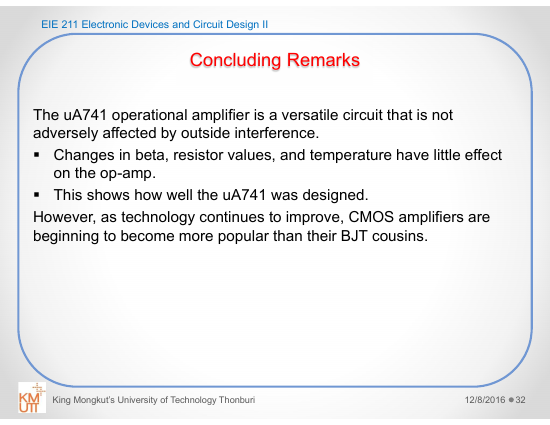 EIE 211 Electronic Devices and Circuit Design II
Concluding Remarks
The uA741 operational amplifier is a versatile circuit that is not
adversely affected by outside interference.
▪ Changes in beta, resistor values, and temperature have little effect
on the op-amp.
▪ This shows how well the uA741 was designed.
However, as technology continues to improve, CMOS amplifiers are
beginning to become more popular than their BJT cousins.
KM
UTT
King Mongkut's University of Technology Thonburi
12/8/2016 ● 32